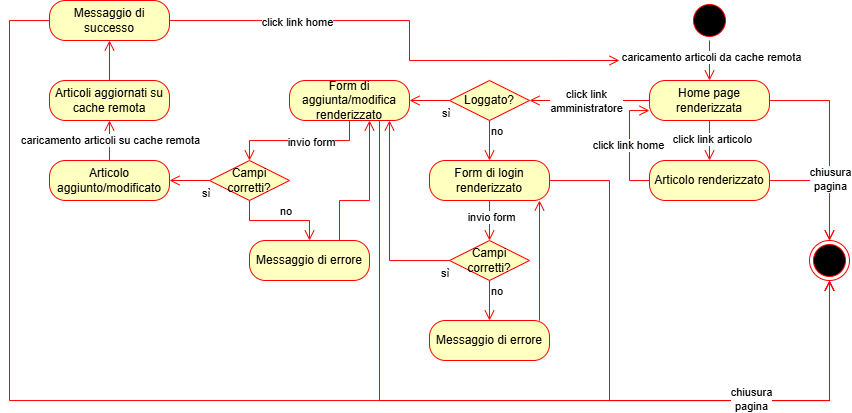 Messaggio di
successo
click link home
caricamento articoli da cache remota
Articoli aggiornati su
cache remota
Form di
aggiunta/modifica
renderizzato
Loggato?
sì
click link
amministratore
Home page
renderizzata
no
caricamento articoli su cache remota
invio form
click link home
click link articolo
Articolo
aggiunto/modificato
sì
Campi
corretti?
Form di login
renderizzato
Articolo renderizzato
chiusura
pagina
no
invio form
Messaggio di errore
sì
Campi
corretti?
no
Messaggio di errore
chiusura
pagina